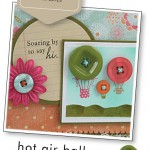 Soaring by
to say
hi.
hot air ball